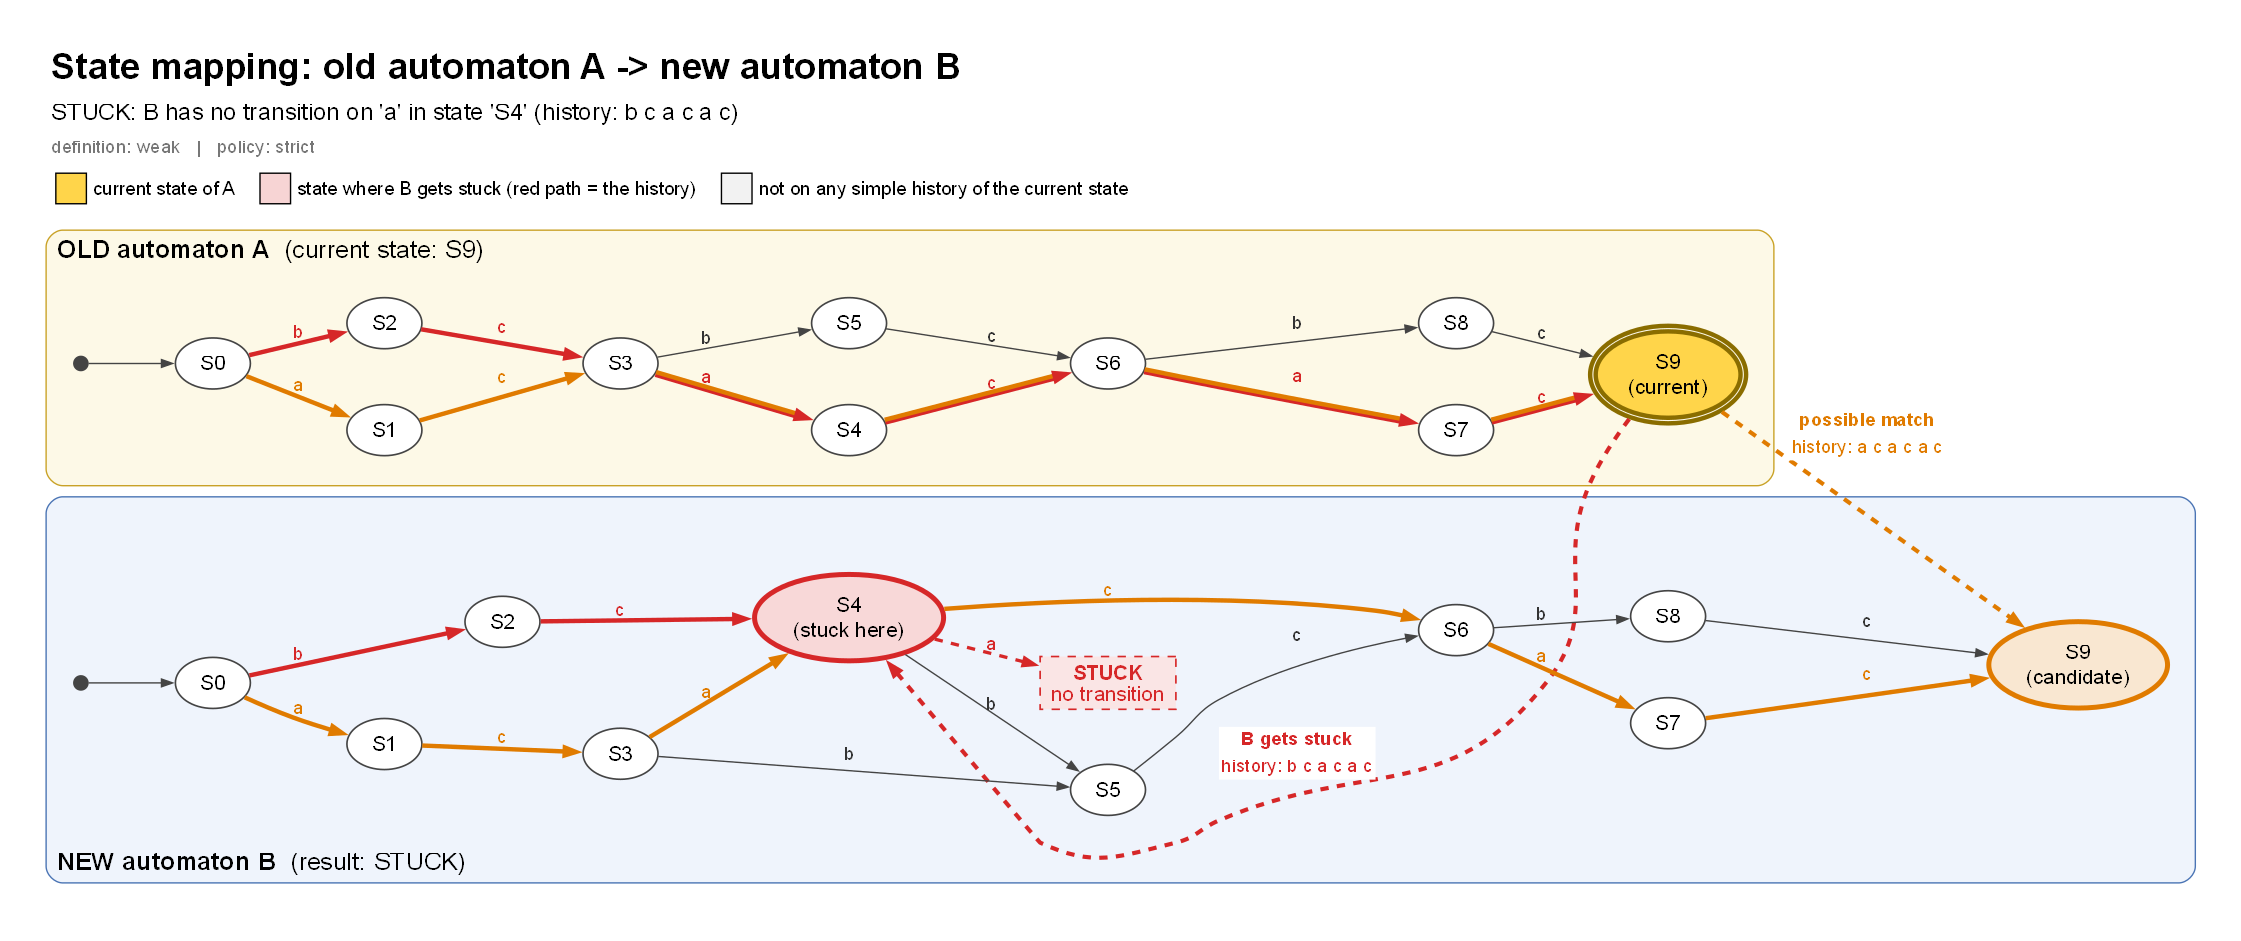 State mapping: old automaton A -> new automaton B
STUCK: B has no transition on 'a' in state 'S4' (history: b c a c a c)
definition: weak | policy: strict
current state of A
state where B gets stuck (red path = the history)
not on any simple history of the current state
OLD automaton A (current state: S9)
S0
b
a
S2
S1
c
c
S3
b
a
S5
S4
c
c
S6
b
a
S8
S7
c
c
S9
(current)
possible match
history: a c a c a c
S0
b
a
S2
S1
c
c
S3
a
b
S4
(stuck here)
c
a
b
STUCK
no transition
S5
c
B gets stuck
history: b c a c a c
S6
b
a
S8
S7
c
c
S9
(candidate)
NEW automaton B (result: STUCK)